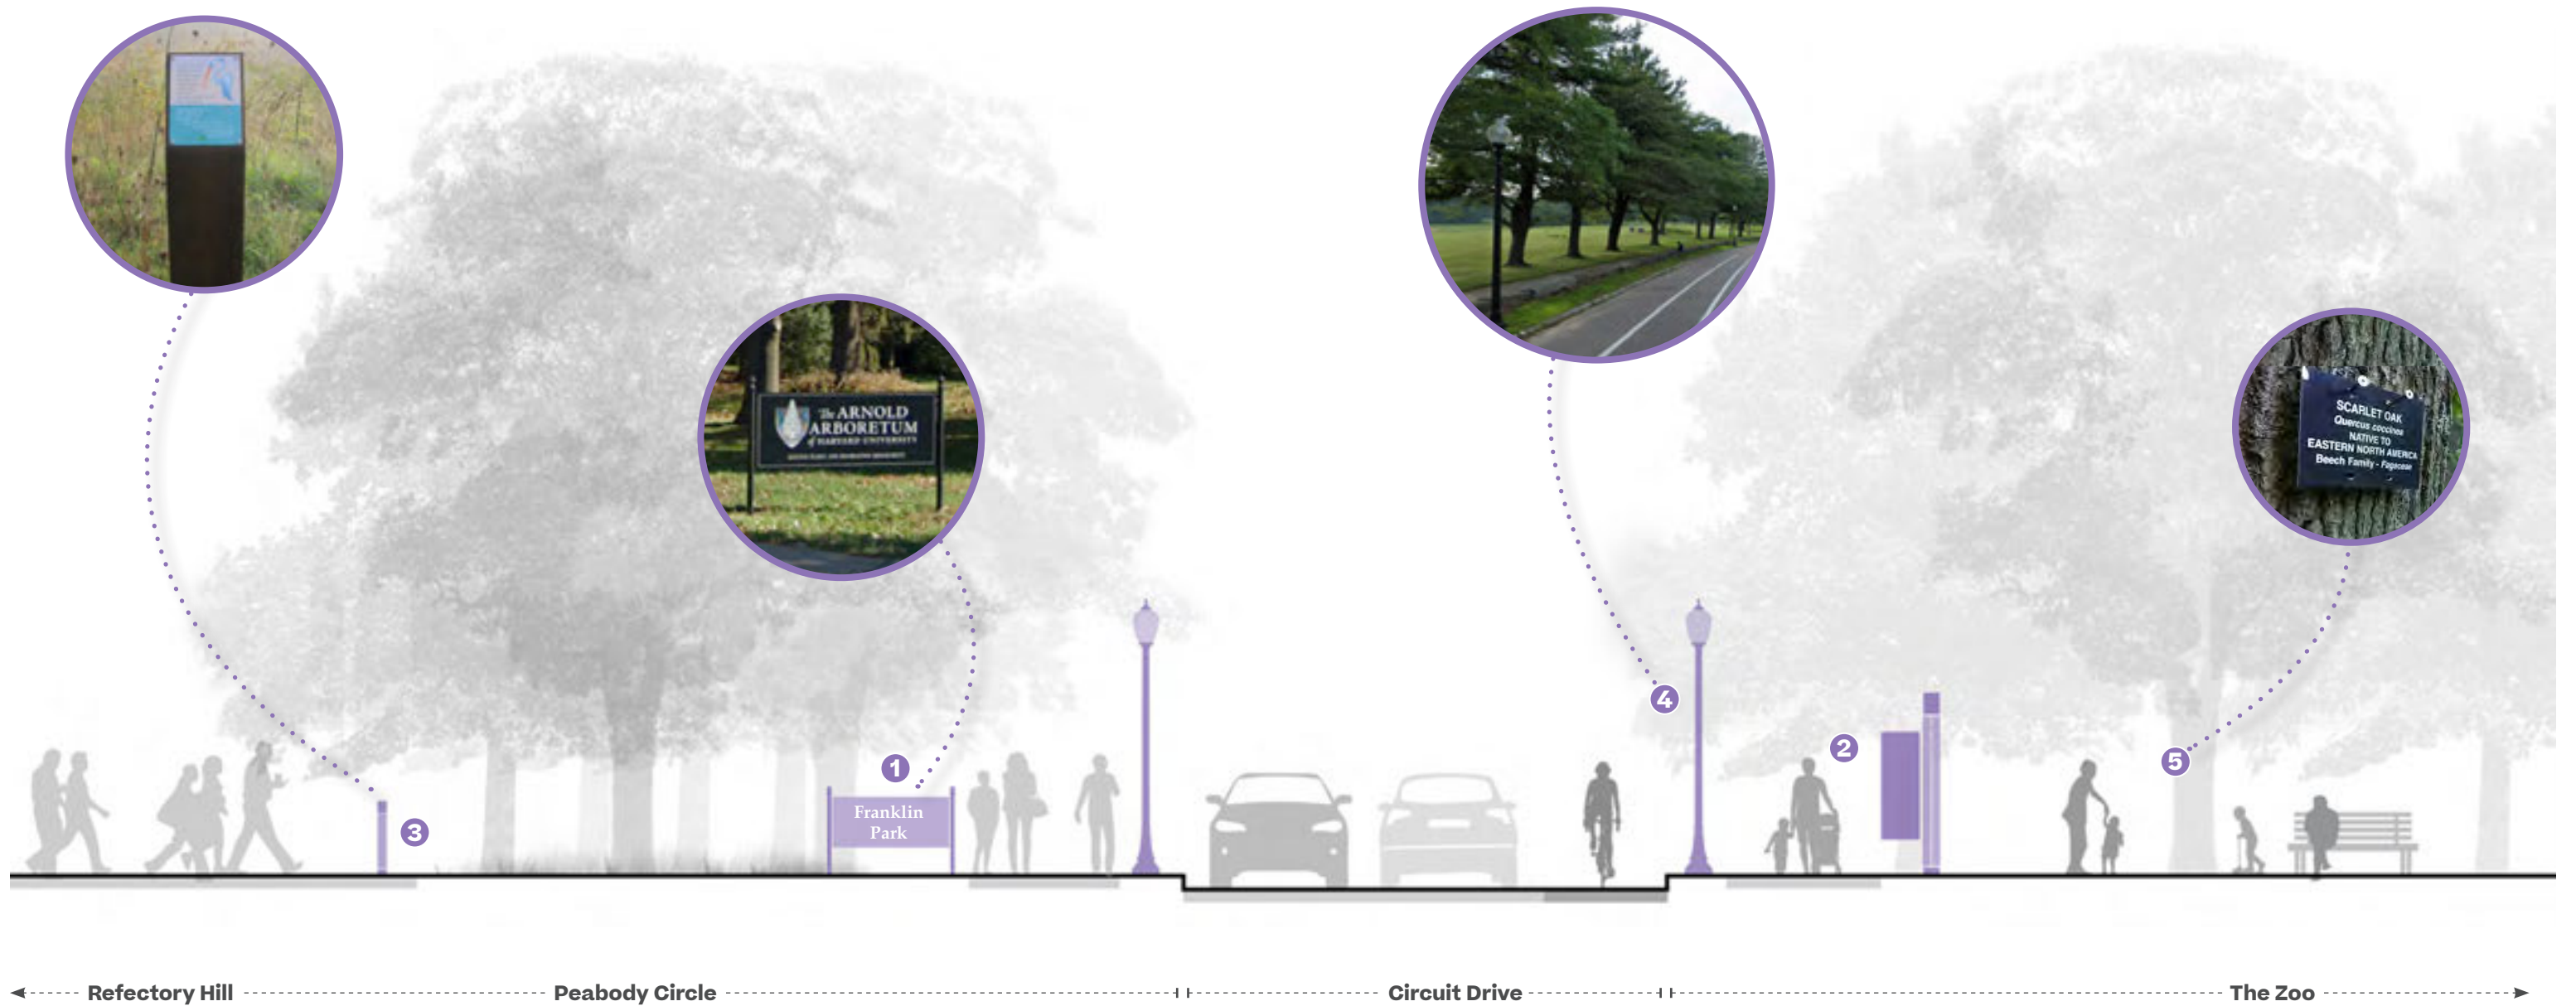 The ARNOLD
ARBORETUM
of HARVARD UNIVERSITY
SCARLET OAK
Quercus coccinea
NATIVE TO
EASTERN NORTH AMERICA
Beech Family - Fagaceae
4
2
1
5
Franklin
Park
3
Refectory Hill
Peabody Circle
Circuit Drive
The Zoo